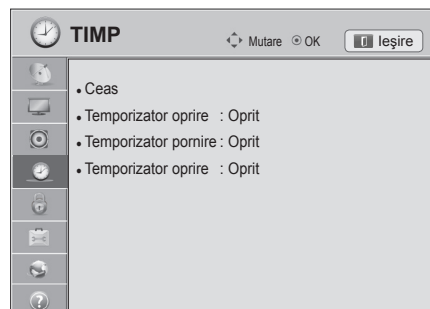 TIMP Mutare OK Ieşire
Ceas
Temporizator oprire : Oprit
Temporizator pornire : Oprit
Temporizator oprire : Oprit